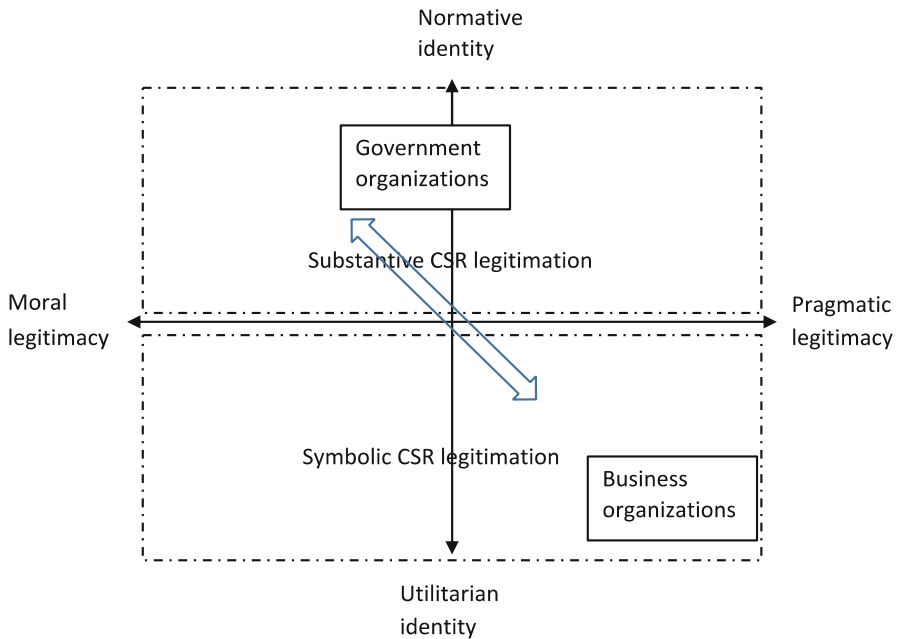 Normative
identity
Government
organizations
Substantive CSR legitimation
Moral
legitimacy
Pragmatic
legitimacy
Symbolic CSR legitimation
Business
organizations
Utilitarian
identity